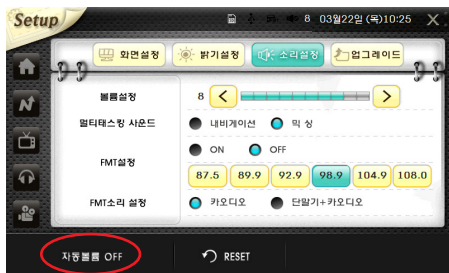 Setup 8 03월22일 (목)10:25 X
화면설정 밝기설정 소리설정 업그레이드
볼륨설정 8 < >
멀티태스킹 사운드 내비게이션 믹 싱
FMT설정 ON OFF
87.5 89.9 92.9 98.9 104.9 108.0
FMT소리 설정 카오디오 단말기+카오디오
자동볼륨 OFF RESET